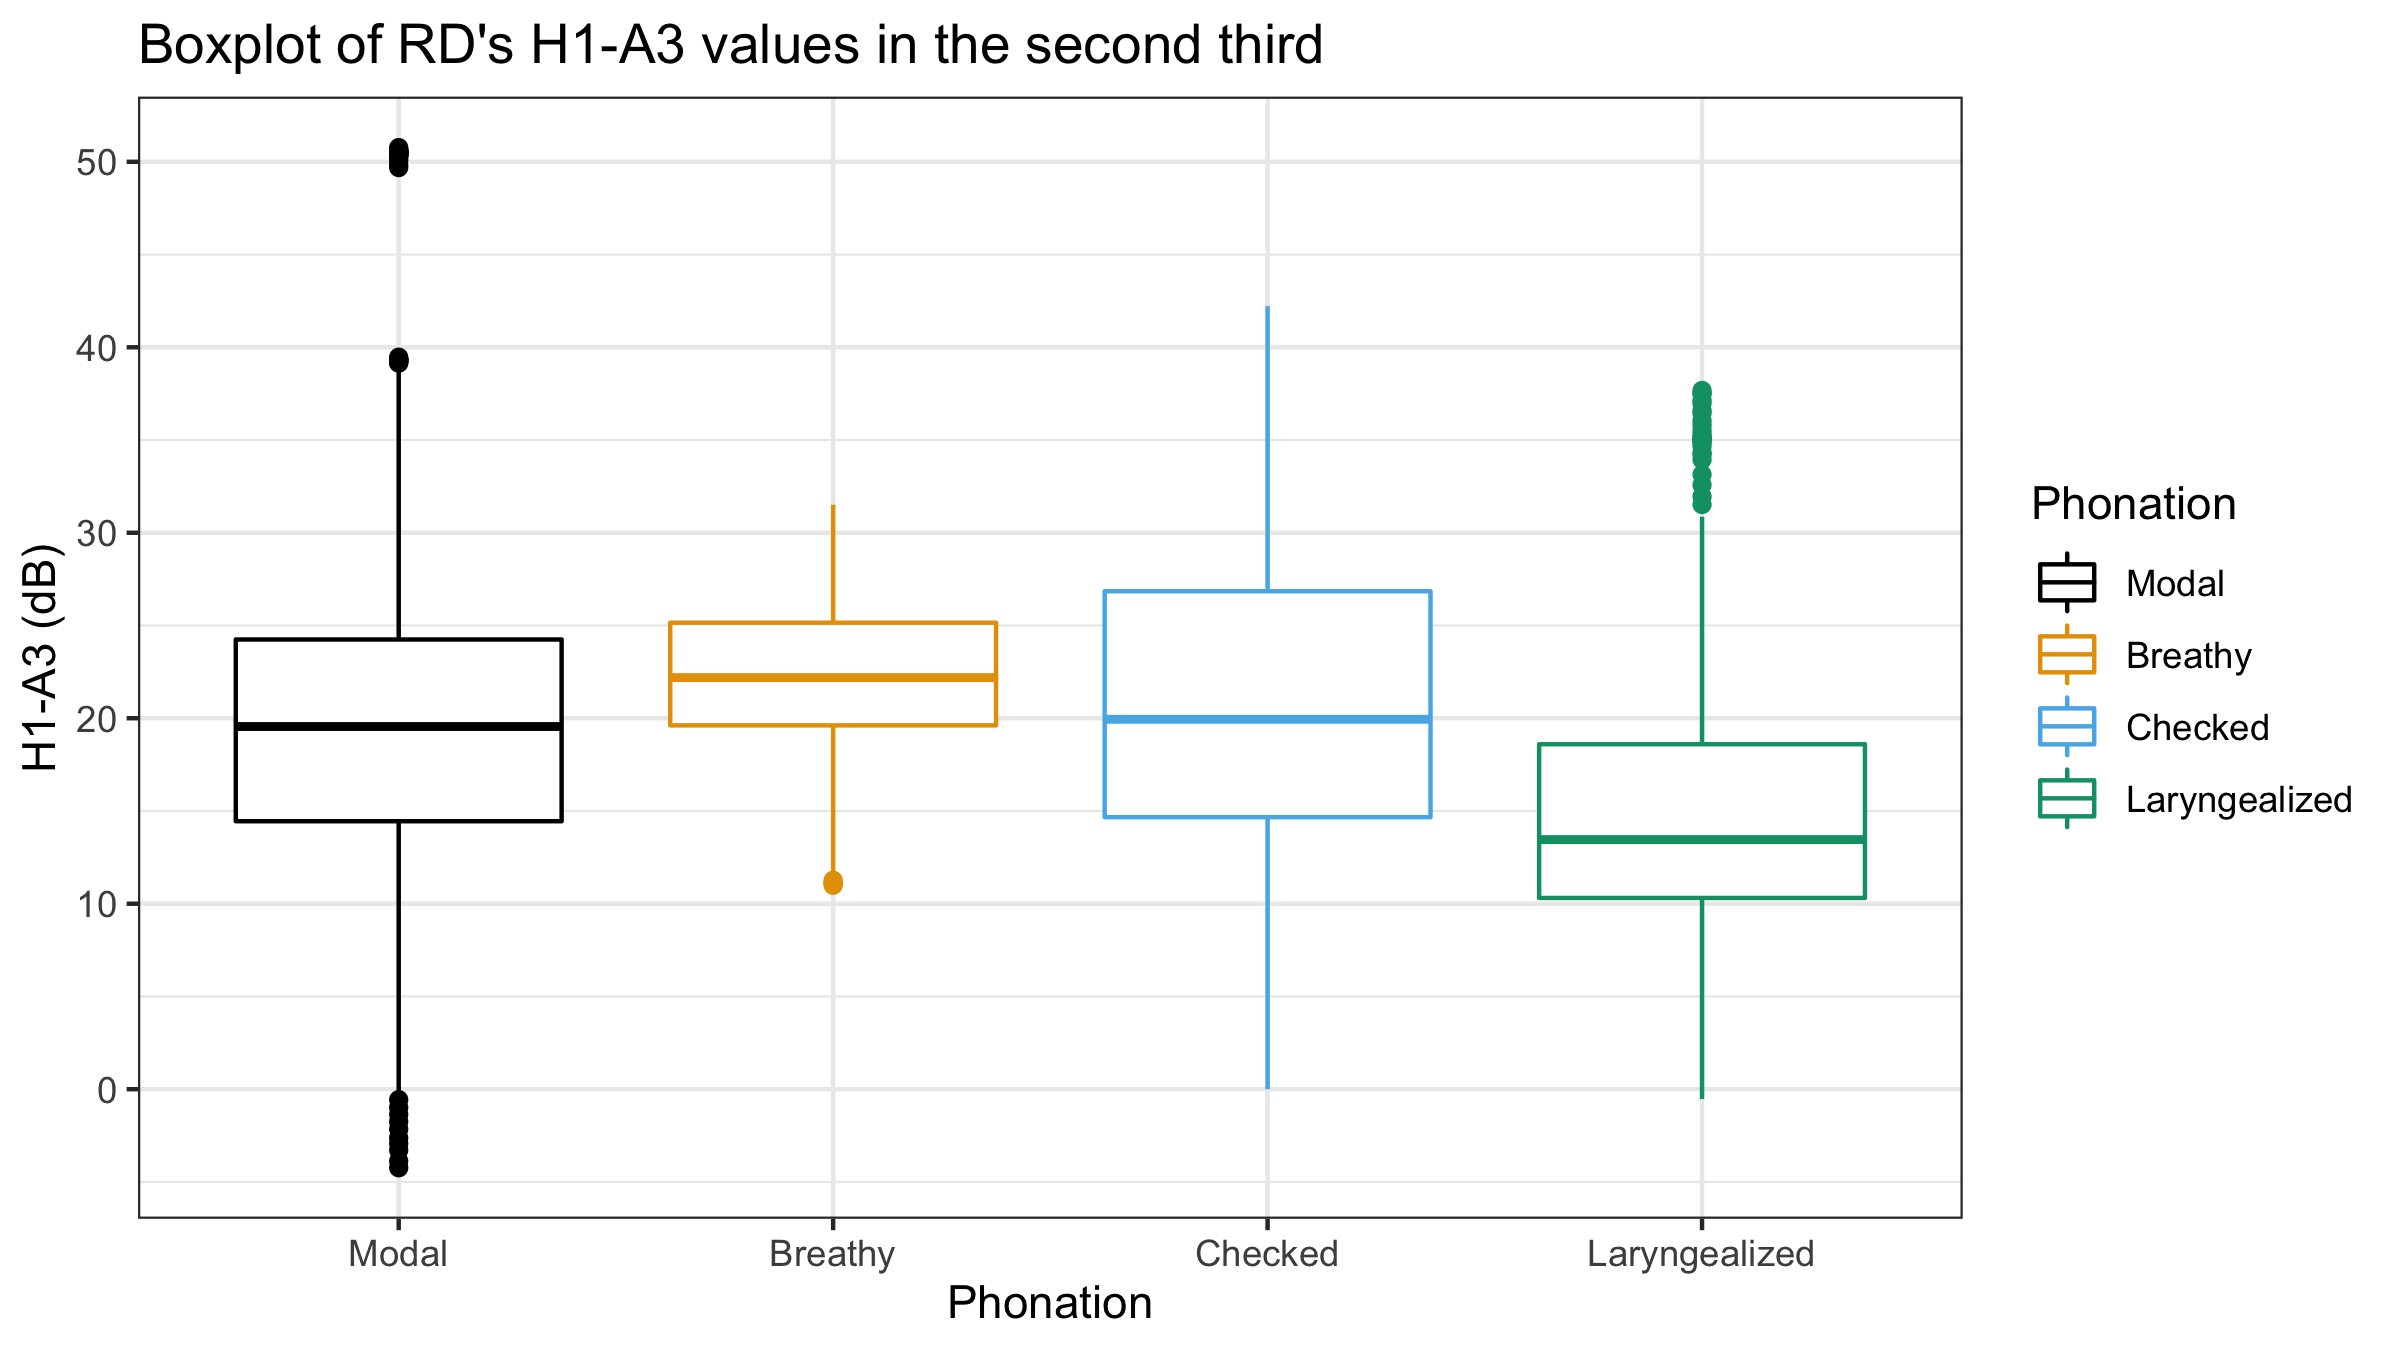 Boxplot of RD's H1-A3 values in the second third
H1-A3 (dB)
50
40
30
20
10
0
Modal
Breathy
Checked
Laryngealized
Phonation
Phonation
Modal
Breathy
Checked
Laryngealized